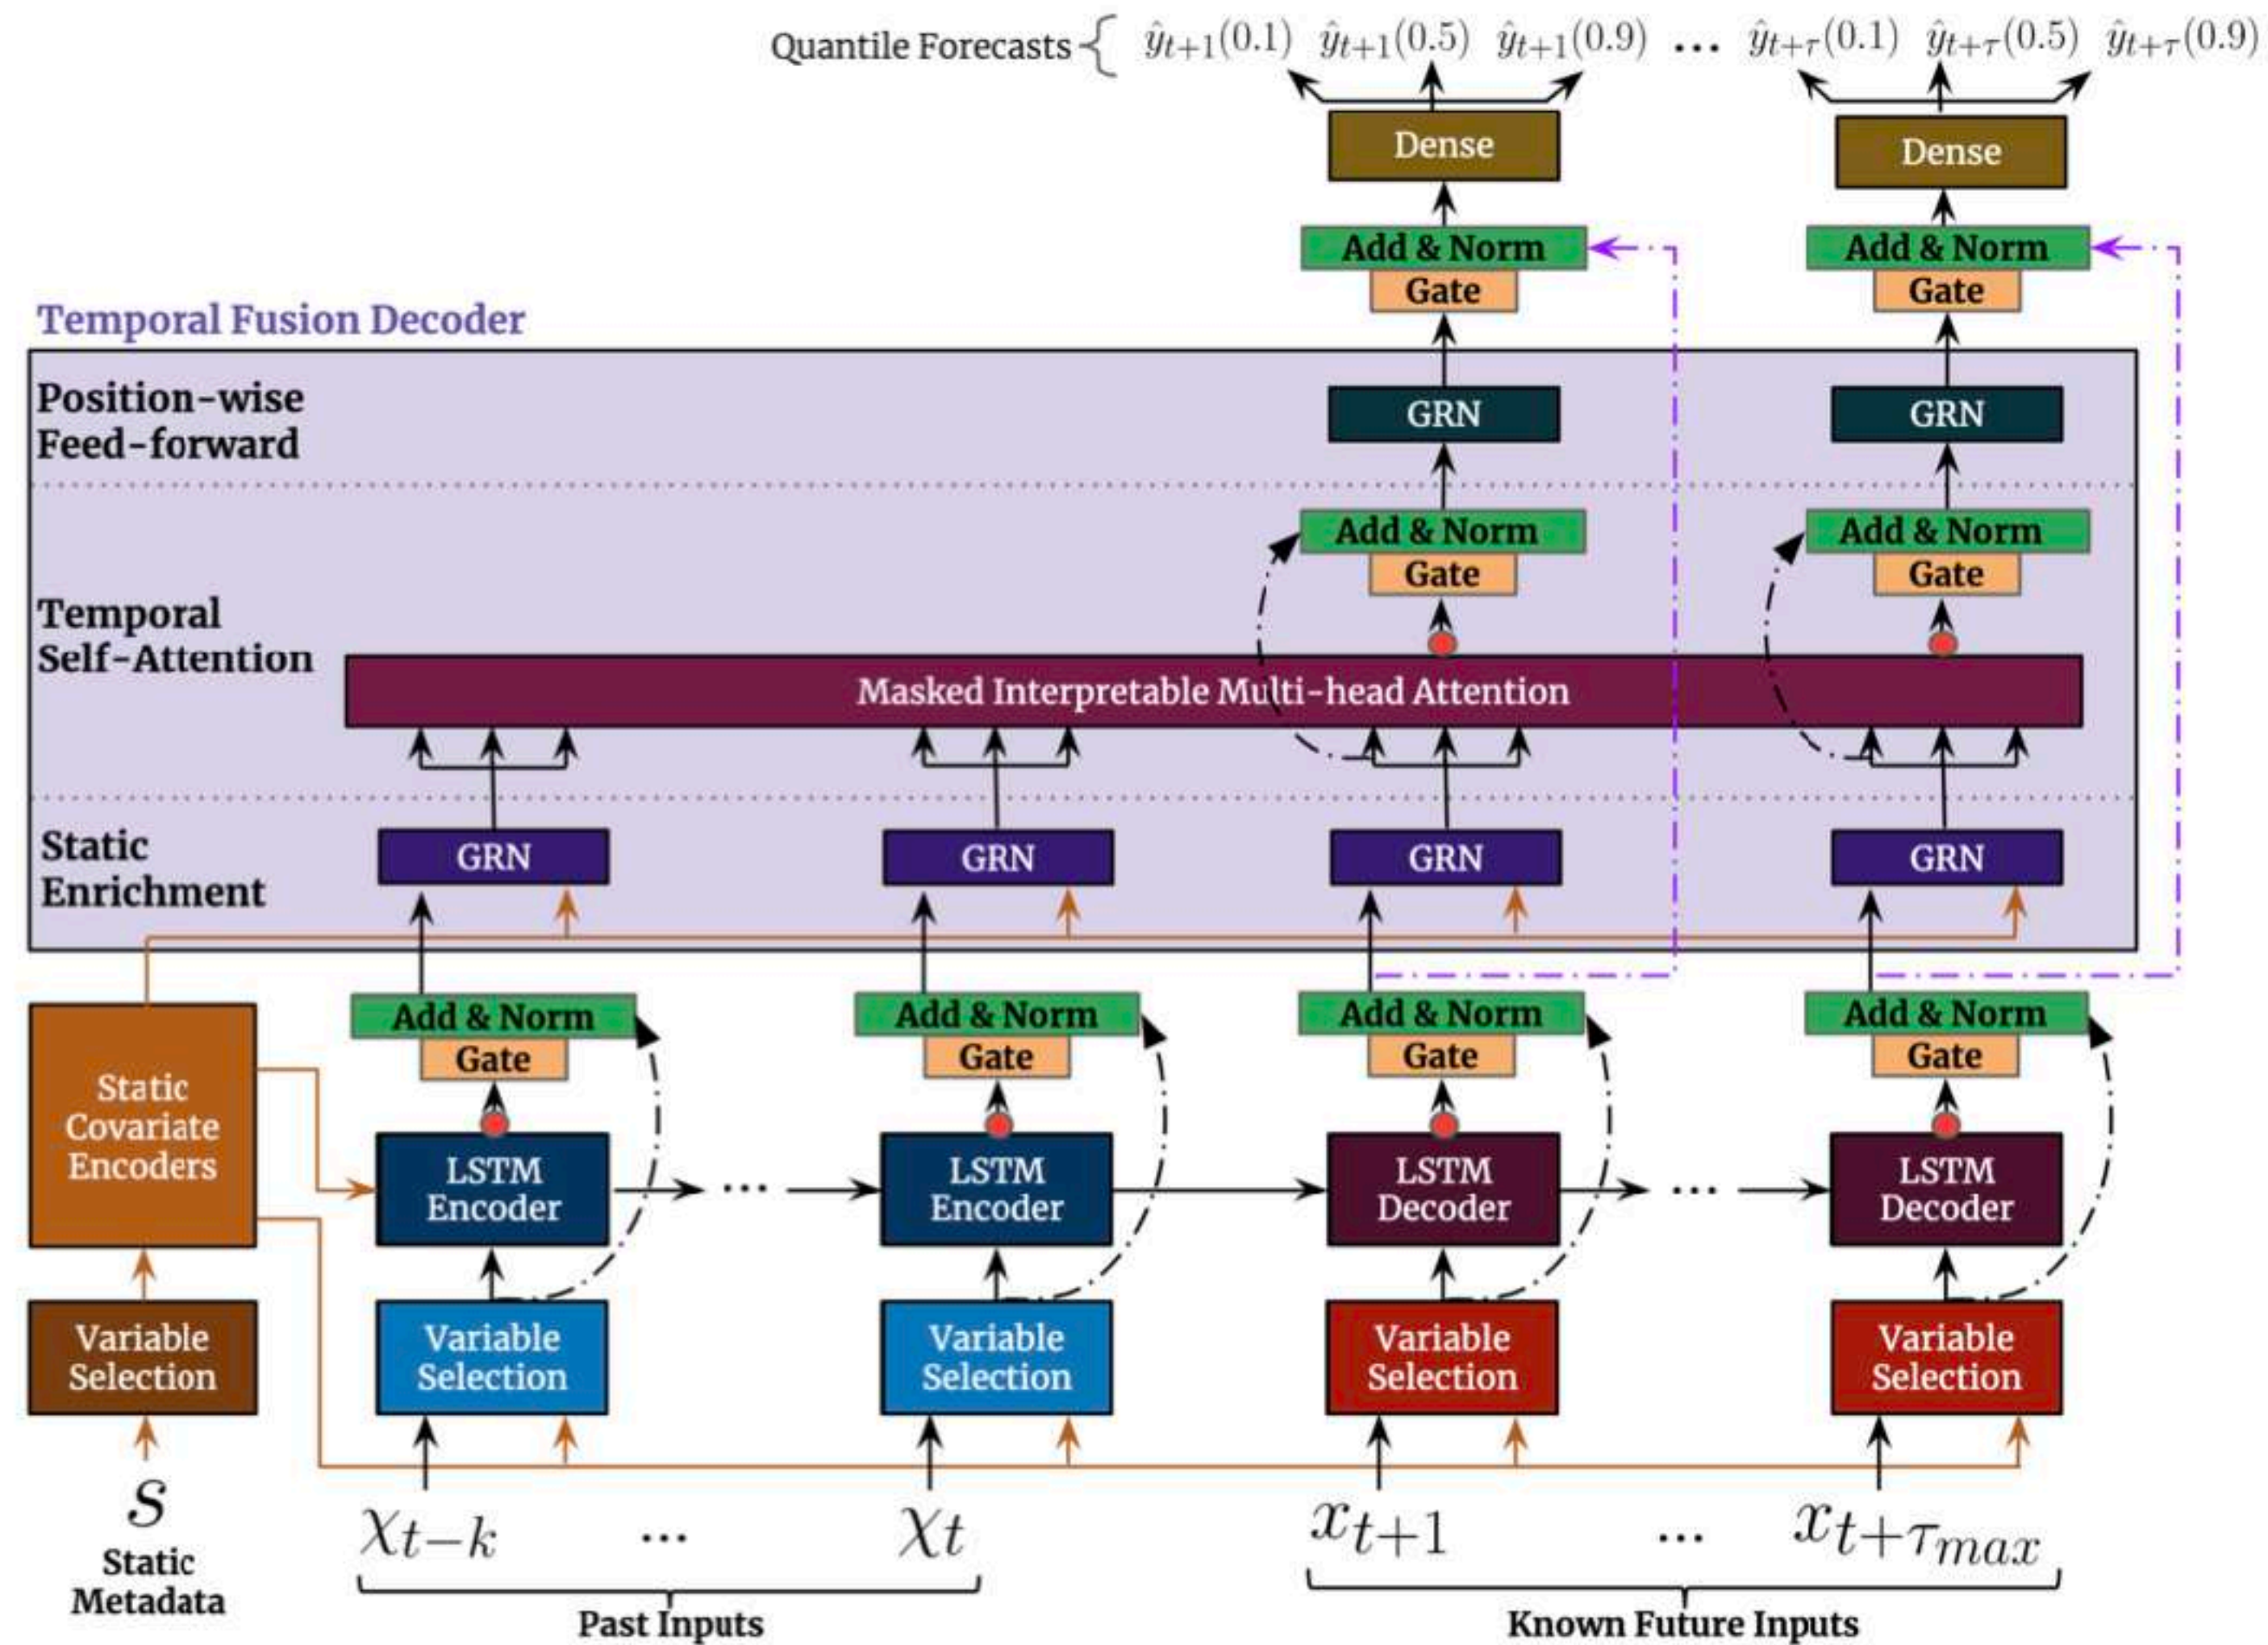 Quantile Forecasts { ŷt+1(0.1) ŷt+1(0.5) ŷt+1(0.9) ... ŷt+τ(0.1) ŷt+τ(0.5) ŷt+τ(0.9)
Dense Dense
Add & Norm Add & Norm
Gate Gate
Temporal Fusion Decoder
Position-wise
Feed-forward
GRN GRN
Add & Norm Add & Norm
Gate Gate
Temporal
Self-Attention
Masked Interpretable Multi-head Attention
Static
Enrichment
GRN GRN GRN GRN
Add & Norm Add & Norm Add & Norm Add & Norm
Gate Gate Gate Gate
Static
Covariate
Encoders
LSTM
Encoder
...
LSTM
Encoder
LSTM
Decoder
...
LSTM
Decoder
Variable
Selection
Variable
Selection
Variable
Selection
Variable
Selection
Variable
Selection
s
Static
Metadata
χt−k ... χt
Past Inputs
xt+1 ... xt+τmax
Known Future Inputs